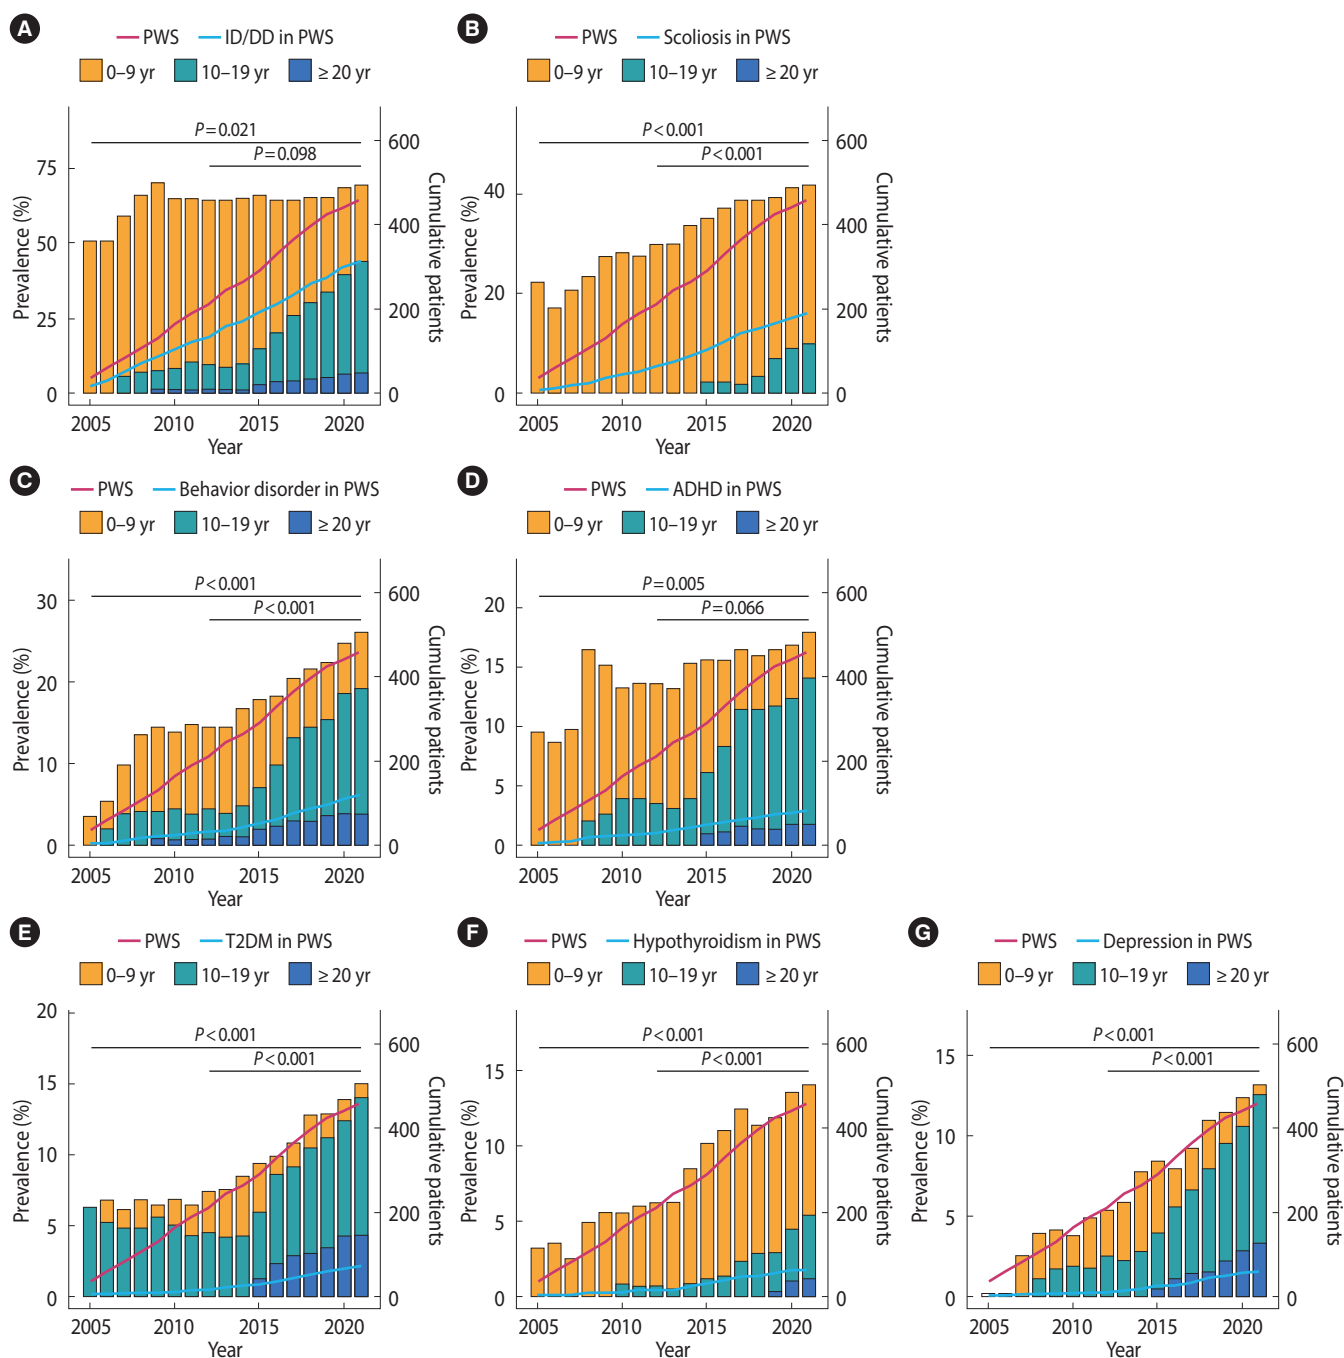 A
PWS ID/DD in PWS
0–9 yr 10–19 yr ≥ 20 yr
P = 0.021
P = 0.098
75
50
25
0
Prevalence (%)
600
400
200
0
Cumulative patients
2005 2010 2015 2020
Year
B
PWS Scoliosis in PWS
0–9 yr 10–19 yr ≥ 20 yr
P < 0.001
P < 0.001
40
20
0
Prevalence (%)
600
400
200
0
Cumulative patients
2005 2010 2015 2020
Year
C
PWS Behavior disorder in PWS
0–9 yr 10–19 yr ≥ 20 yr
P < 0.001
P < 0.001
30
20
10
0
Prevalence (%)
600
400
200
0
Cumulative patients
2005 2010 2015 2020
Year
D
PWS ADHD in PWS
0–9 yr 10–19 yr ≥ 20 yr
P = 0.005
P = 0.066
20
15
10
5
0
Prevalence (%)
600
400
200
0
Cumulative patients
2005 2010 2015 2020
Year
E
PWS T2DM in PWS
0–9 yr 10–19 yr ≥ 20 yr
P < 0.001
P < 0.001
20
15
10
5
0
Prevalence (%)
600
400
200
0
Cumulative patients
2005 2010 2015 2020
Year
F
PWS Hypothyroidism in PWS
0–9 yr 10–19 yr ≥ 20 yr
P < 0.001
P < 0.001
15
10
5
0
Prevalence (%)
600
400
200
0
Cumulative patients
2005 2010 2015 2020
Year
G
PWS Depression in PWS
0–9 yr 10–19 yr ≥ 20 yr
P < 0.001
P < 0.001
15
10
5
0
Prevalence (%)
600
400
200
0
Cumulative patients
2005 2010 2015 2020
Year